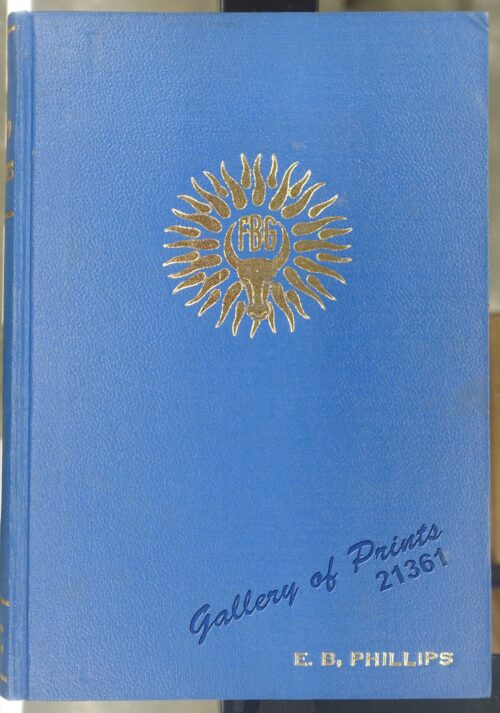 FBG
Gallery of Prints
21361
E. B, PHILLIPS